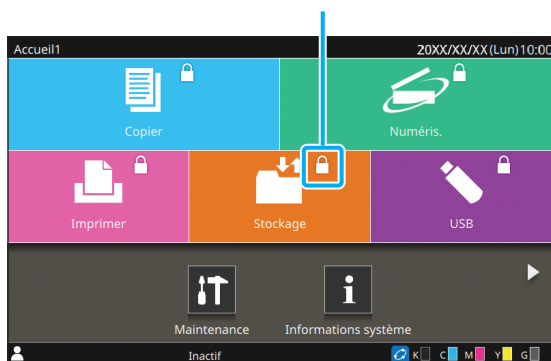 Accueil1 20XX/XX/XX(Lun)10:00
Copier Numéris.
Imprimer Stockage USB
Maintenance Informations système
Inactif K C M Y G